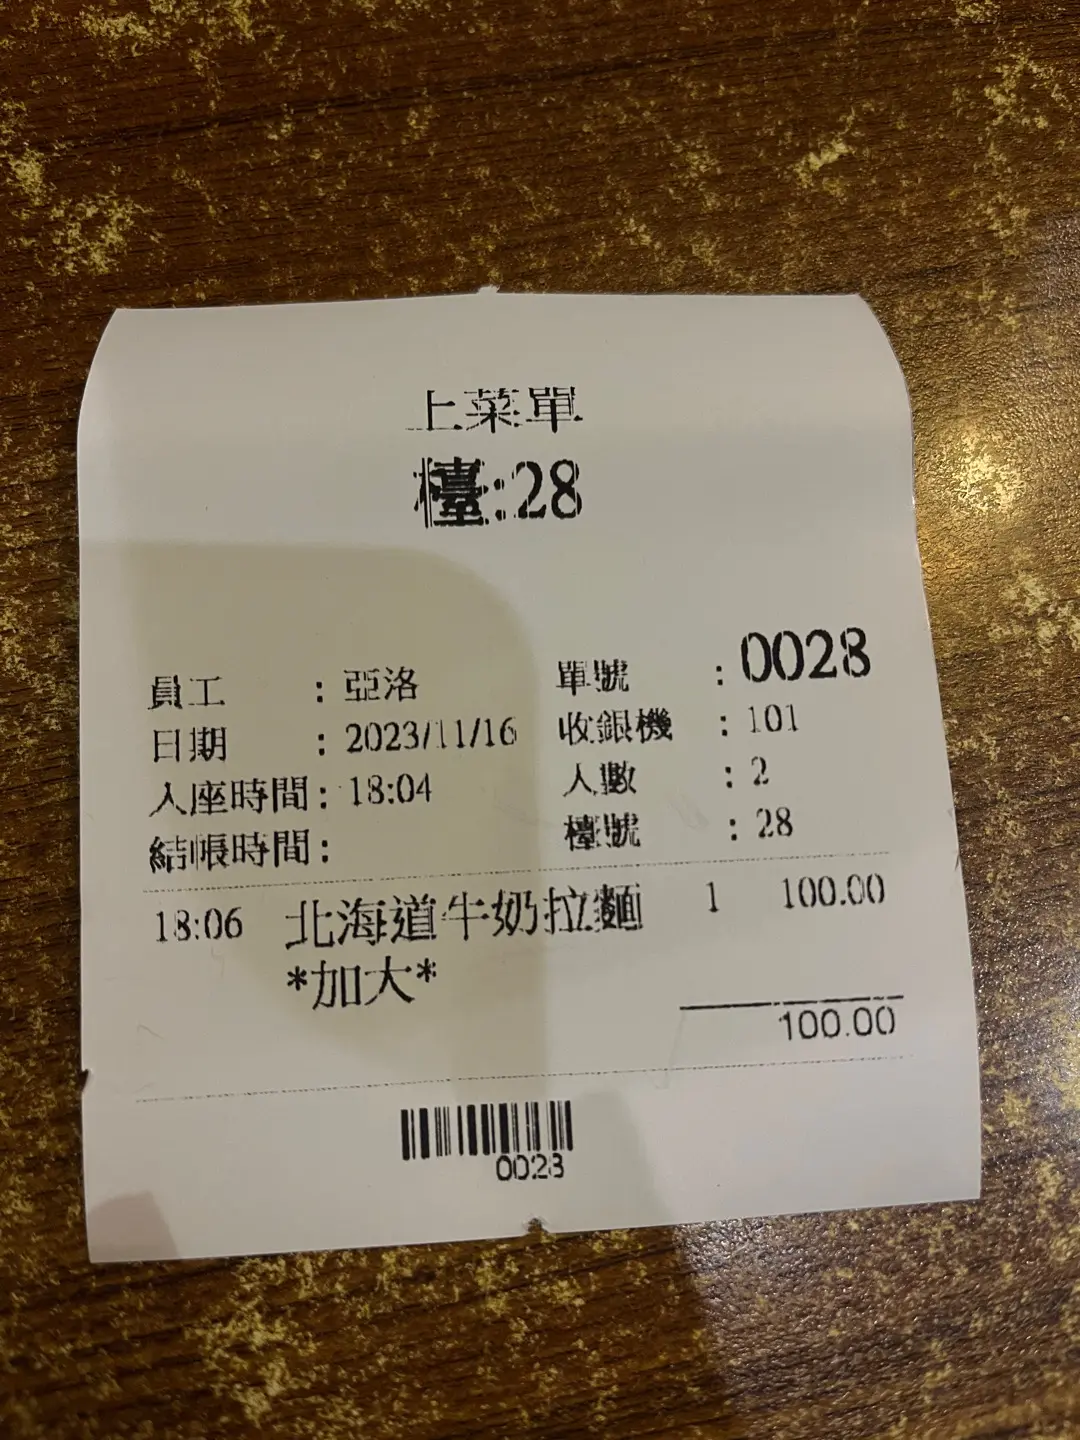 上菜單
檯:28
員工 : 亞洛 單號 : 0028
日期 : 2023/11/16 收銀機 : 101
入座時間 : 18:04 人數 : 2
結帳時間 : 檯號 : 28
18:06 北海道牛奶拉麵 1 100.00
*加大*
100.00
0028